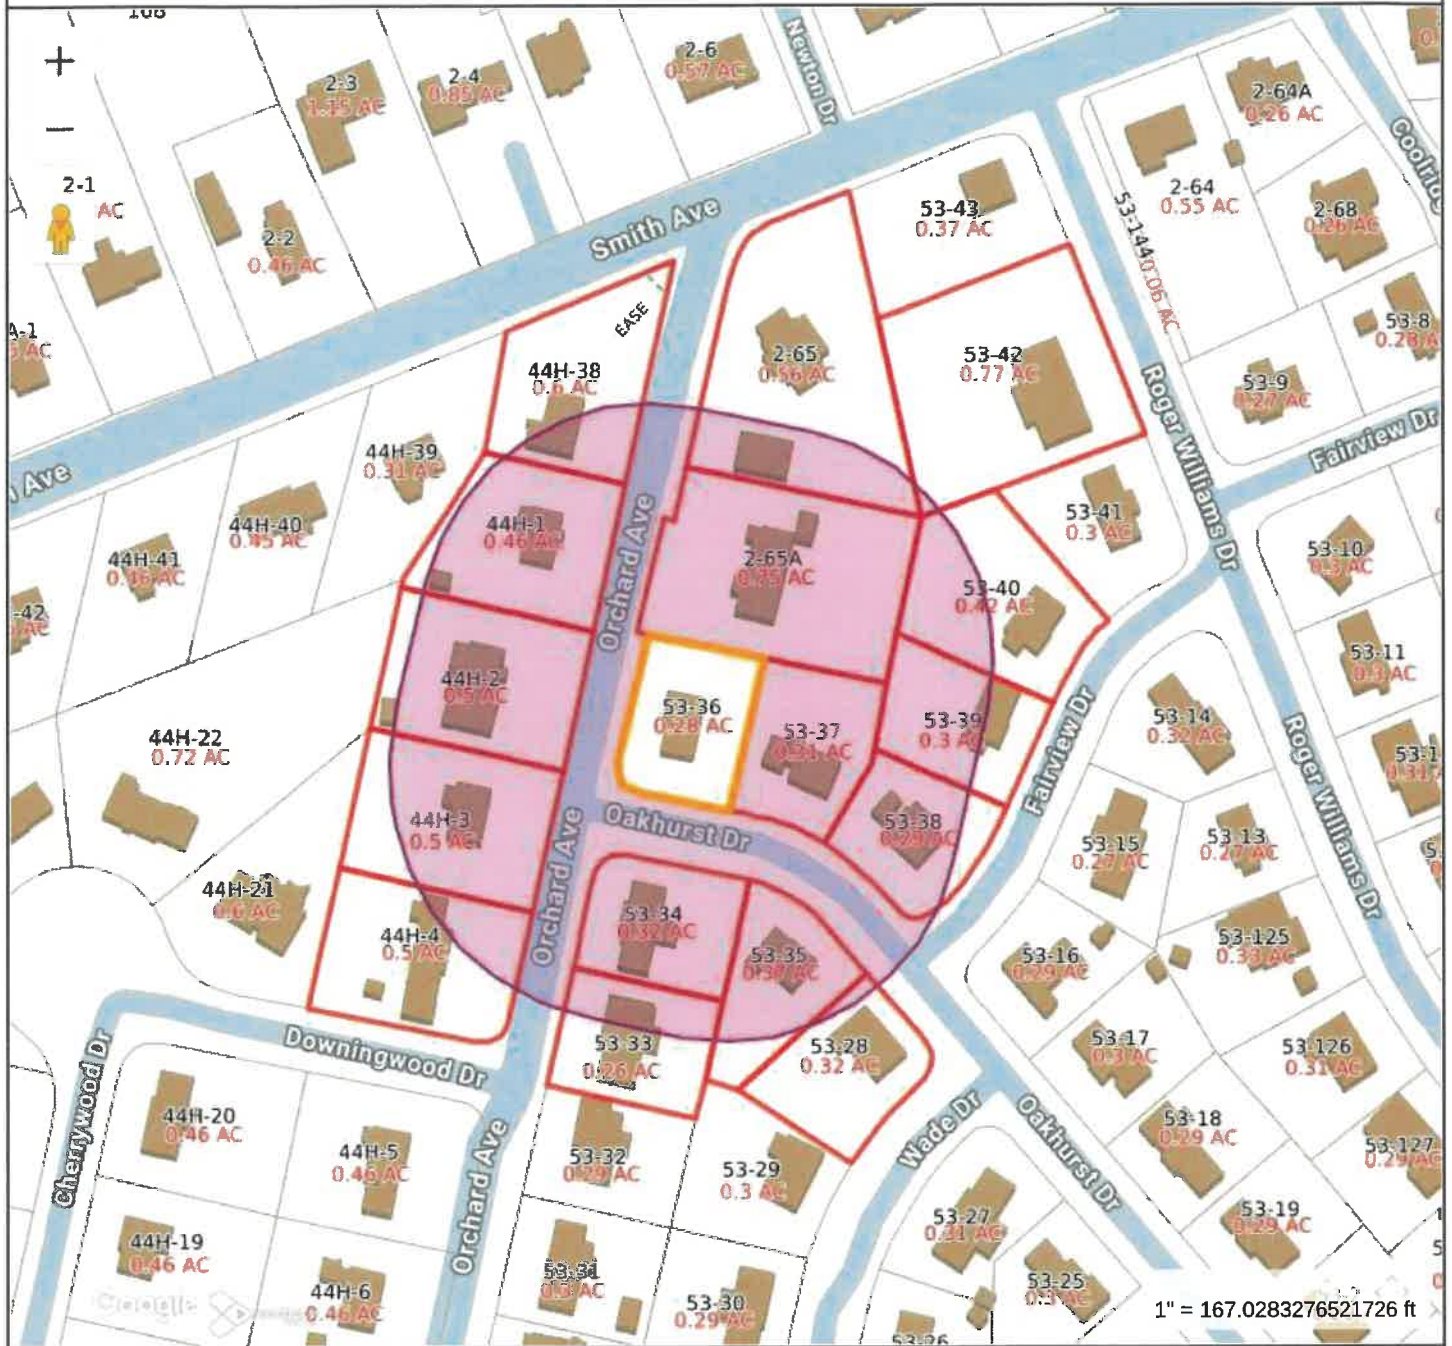 Newton Dr
+
−
2-3
1.15 AC
2-4
0.85 AC
2-6
0.57 AC
2-64A
0.26 AC
Smith Ave
2-1
AC
2-2
0.46 AC
53-43
0.37 AC
2-64
0.55 AC
53-144
0.06 AC
2-68
0.26 AC
EASE
44H-38
0.6 AC
2-65
0.56 AC
53-42
0.77 AC
53-9
0.27 AC
53-8
Roger Williams Dr
Fairview Dr
Ave
44H-39
0.31 AC
44H-40
0.45 AC
44H-41
0.46 AC
-42
44H-1
0.46 AC
Orchard Ave
2-65A
0.75 AC
53-41
0.3 AC
53-40
0.42 AC
53-10
0.3 AC
53-11
0.3 AC
44H-2
0.5 AC
53-36
0.28 AC
53-37
0.31 AC
53-39
0.3 AC
Fairview Dr
53-14
0.32 AC
Roger Williams Dr
44H-22
0.72 AC
44H-3
0.5 AC
Orchard Ave
Oakhurst Dr
53-38
0.29 AC
53-15
0.27 AC
53-13
0.27 AC
44H-21
0.6 AC
44H-4
0.5 AC
53-34
0.32 AC
53-35
0.37 AC
53-16
0.29 AC
53-125
0.33 AC
Downingwood Dr
Cherrywood Dr
53-33
0.26 AC
53-28
0.32 AC
53-17
0.3 AC
53-126
0.31 AC
44H-20
0.46 AC
44H-5
0.46 AC
Orchard Ave
53-32
0.29 AC
53-29
0.3 AC
Wade Dr
Oakhurst Dr
53-18
0.29 AC
53-127
0.29 AC
44H-19
0.46 AC
44H-6
0.46 AC
53-31
0.3 AC
53-30
0.29 AC
53-27
0.31 AC
53-25
0.3 AC
53-19
0.29 AC
Google
1" = 167.0283276521726 ft